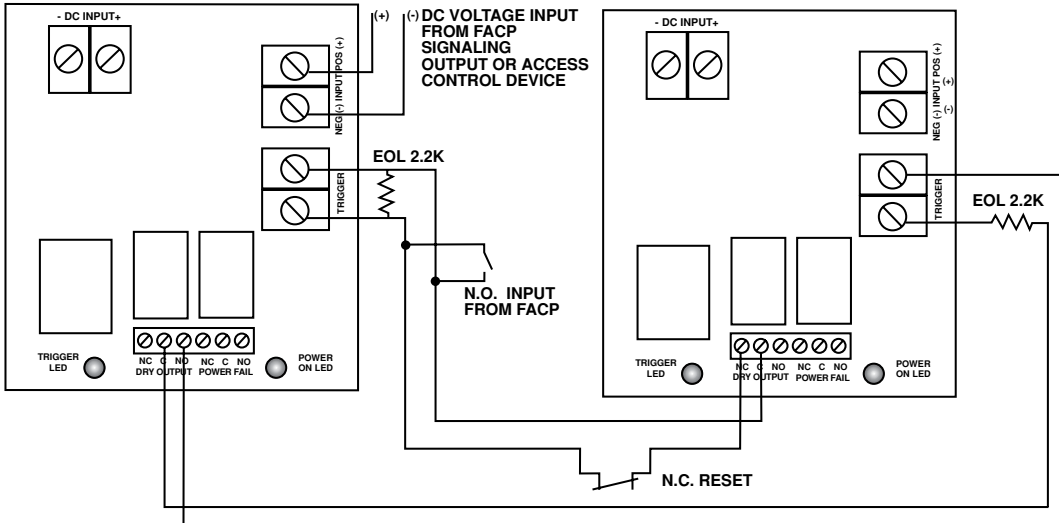 - DC INPUT+
(+)
(-) DC VOLTAGE INPUT
FROM FACP
SIGNALING
OUTPUT OR ACCESS
CONTROL DEVICE
NEG (-) INPUT POS (+)
EOL 2.2K
TRIGGER
N.O. INPUT
FROM FACP
TRIGGER
LED
NC C NO NC C NO
DRY OUTPUT POWER FAIL
POWER
ON LED
- DC INPUT+
NEG (-) INPUT POS (+)
(-) (+)
TRIGGER
EOL 2.2K
TRIGGER
LED
NC C NO NC C NO
DRY OUTPUT POWER FAIL
POWER
ON LED
N.C. RESET